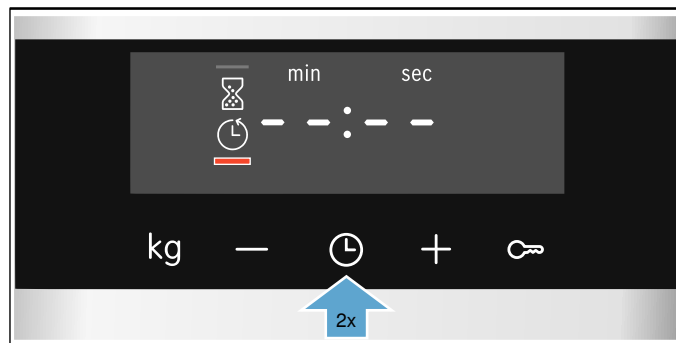 min sec
--:--
kg − +
2x